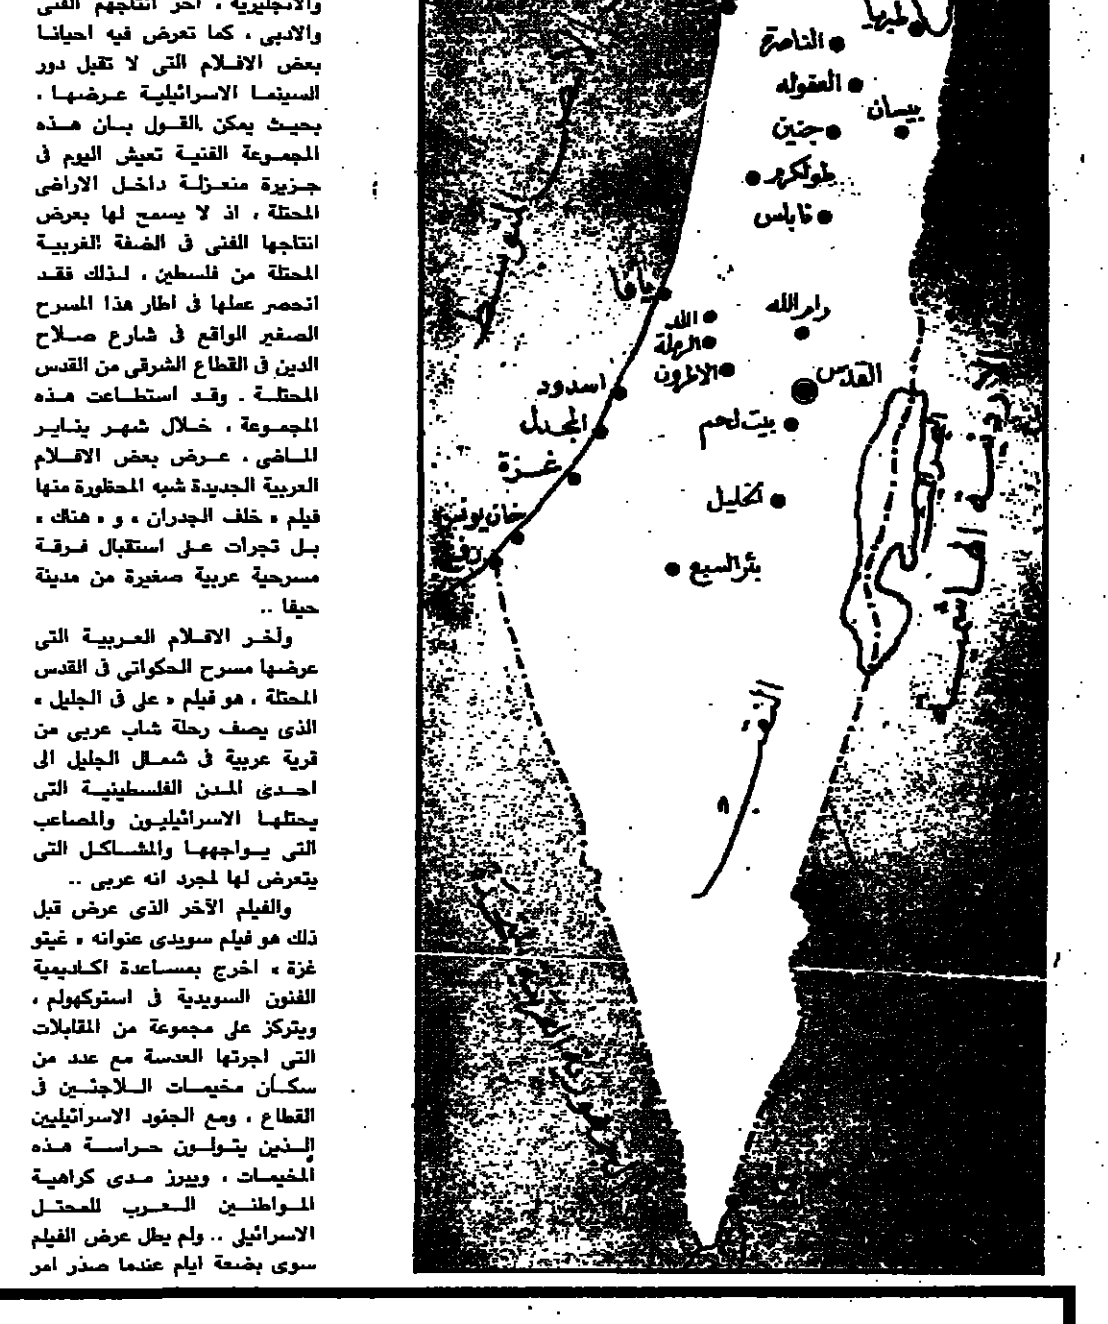 والانجليزية ، آخر انتاجهم الفنى
والادبى ، كما تعرض فيه احيانا
بعض الافلام التى لا تقبل دور
السينما الاسرائيلية عرضها .
بحيث يمكن القول بان هذه
المجموعة الفنية تعيش اليوم فى
جزيرة منعزلة داخل الاراضى
المحتلة ، اذ لا يسمح لها بعرض
انتاجها الفنى فى الضفة الغربية
المحتلة من فلسطين ، لذلك فقد
انحصر عملها فى اطار هذا المسرح
الصغير الواقع فى شارع صلاح
الدين فى القطاع الشرقى من القدس
المحتلة . وقد استطاعت هذه
المجموعة ، خلال شهر يناير
الماضى ، عرض بعض الافلام
العربية الجديدة شبه المحظورة منها
فيلم « خلف الجدران » و « هناك »
بل تجرأت على استقبال فرقة
مسرحية عربية صغيرة من مدينة
حيفا ..
وآخر الافلام العربية التى
عرضها مسرح الحكواتى فى القدس
المحتلة ، هو فيلم « على فى الجليل »
الذى يصف رحلة شاب عربى من
قرية عربية فى شمال الجليل الى
احدى المدن الفلسطينية التى
يحتلها الاسرائيليون والمصاعب
التى يواجهها والمشاكل التى
يتعرض لها لمجرد انه عربى ..
والفيلم الآخر الذى عرض قبل
ذلك هو فيلم سويدى عنوانه « غيتو
غزة » اخرج بمساعدة اكاديمية
الفنون السويدية فى استوكهولم ،
ويتركز على مجموعة من المقابلات
التى اجرتها العدسة مع عدد من
سكان مخيمات اللاجئين فى
القطاع ، ومع الجنود الاسرائيليين
الذين يتولون حراسة هذه
المخيمات ، ويبرز مدى كراهية
المواطنين العرب للمحتل
الاسرائيلى .. ولم يطل عرض الفيلم
سوى بضعة ايام عندما صدر امر
طبريا
الناصرة
العفوله
بيسان
جنين
طولكرم
نابلس
يافا
رام الله
اللد
الرملة
الاطرون
القدس
اسدود
المجدل
بيت لحم
غزة
الخليل
خان يونس
رفح
بئر السبع
النقب